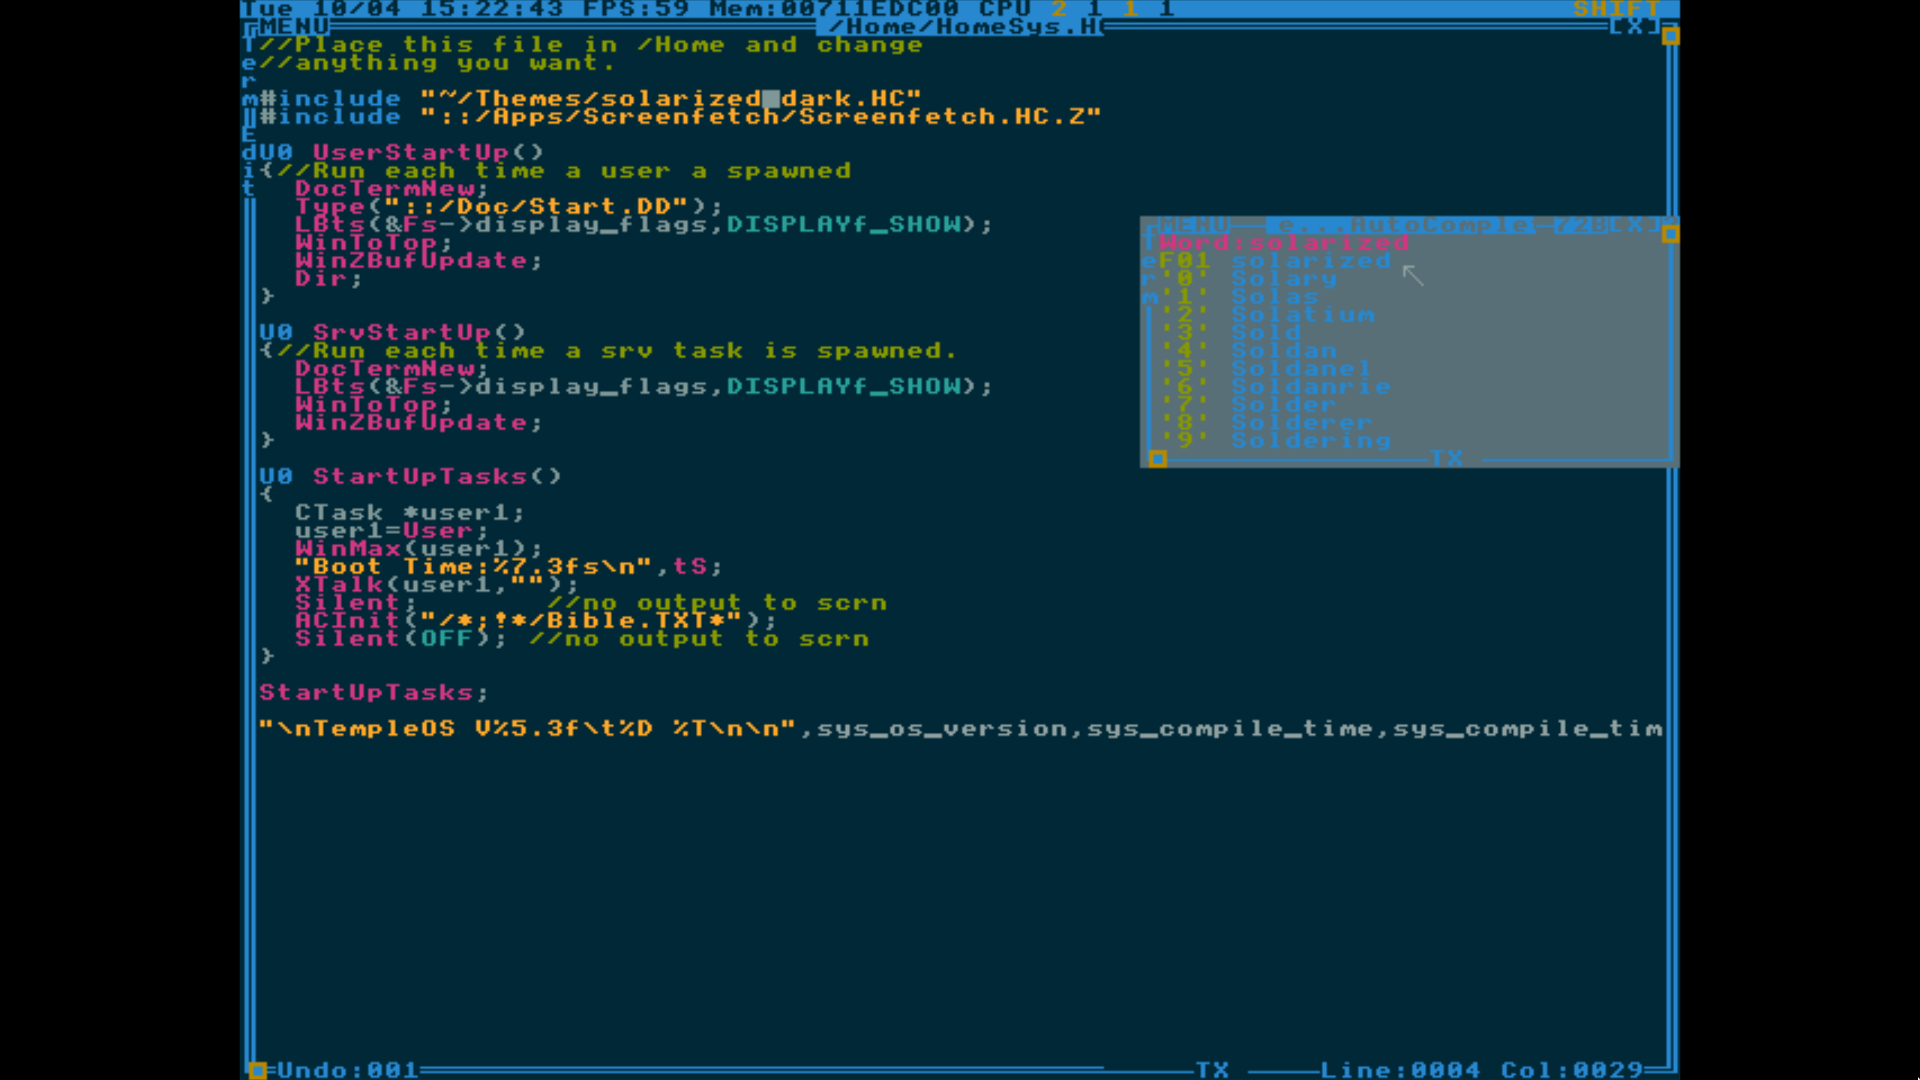 Tue 10/04 15:22:43 FPS:59 Mem:00711EDC00 CPU 2 1 1 1 SHIFT
MENU /Home/HomeSys.H [X]
Term Edit
//Place this file in /Home and change
//anything you want.
#include "~/Themes/solarized dark.HC"
#include "::/Apps/Screenfetch/Screenfetch.HC.Z"
U0 UserStartUp()
{//Run each time a user a spawned
DocTermNew;
Type("::/Doc/Start.DD");
LBts(&Fs->display_flags,DISPLAYf_SHOW);
WinToTop;
WinZBufUpdate;
Dir;
}
U0 SrvStartUp()
{//Run each time a srv task is spawned.
DocTermNew;
LBts(&Fs->display_flags,DISPLAYf_SHOW);
WinToTop;
WinZBufUpdate;
}
U0 StartUpTasks()
{
CTask *user1;
user1=User;
WinMax(user1);
"Boot Time:%7.3fs\n",tS;
XTalk(user1,"");
Silent; //no output to scrn
ACInit("/*;!*/Bible.TXT*");
Silent(OFF); //no output to scrn
}
StartUpTasks;
"\nTempleOS V%5.3f\t%D %T\n\n",sys_os_version,sys_compile_time,sys_compile_tim
MENU e...AutoComple 728[X]
Term
Word:solarized
F01 solarized
'0' Solary
'1' Solas
'2' Solatium
'3' Sold
'4' Soldan
'5' Soldanel
'6' Soldanrie
'7' Solder
'8' Solderer
'9' Soldering
TX
Undo:001 TX Line:0004 Col:0029